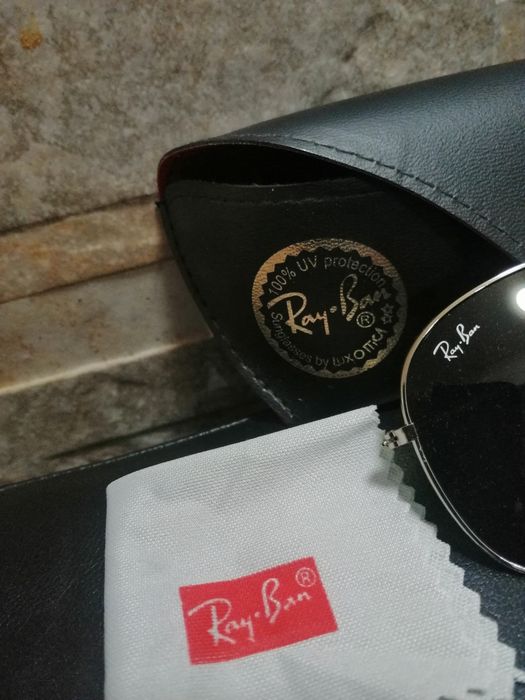 100% UV protection
Ray-Ban®
Sunglasses by Luxottica
Ray-Ban
Ray-Ban®